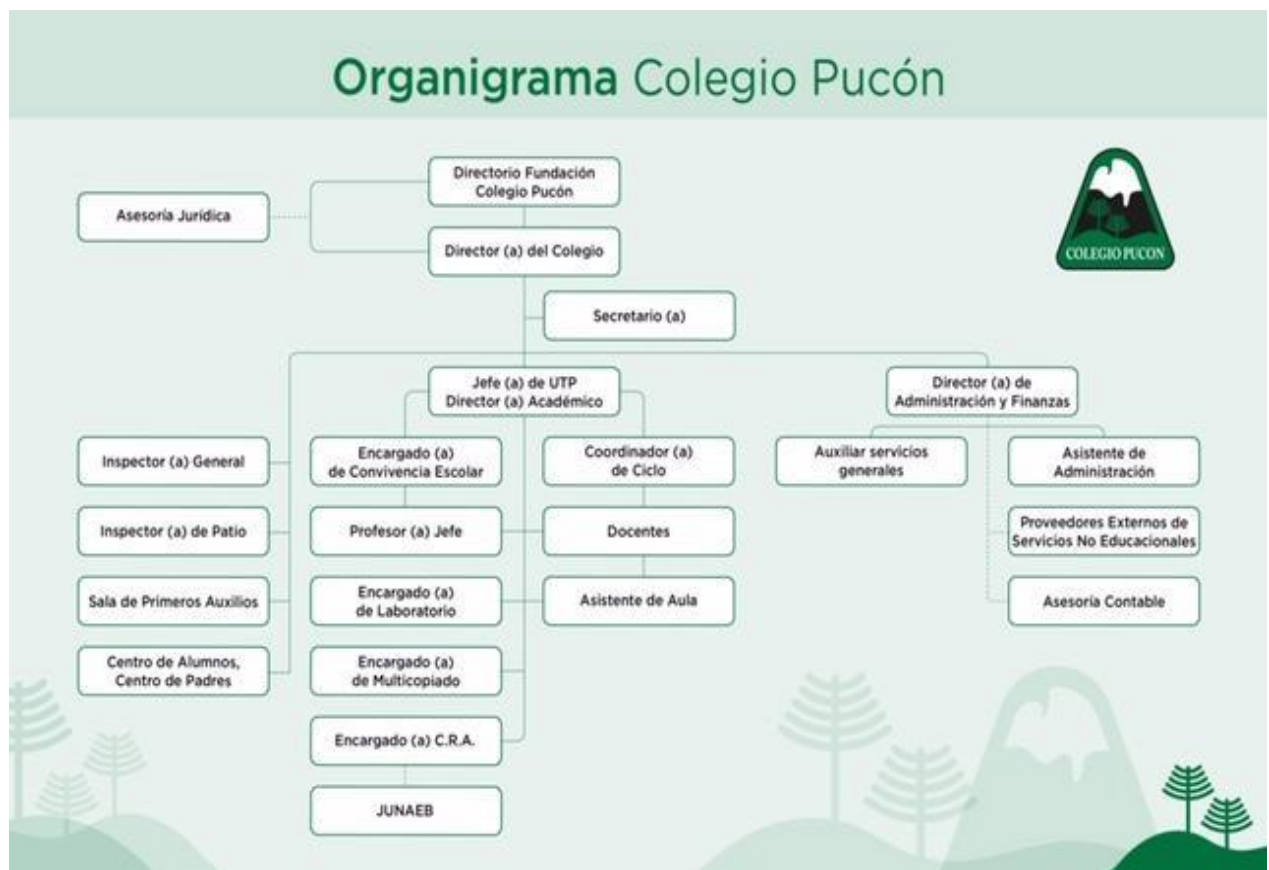 Organigrama Colegio Pucón
Directorio Fundación
Colegio Pucón
Asesoría Jurídica
Director (a) del Colegio
COLEGIO PUCON
Secretario (a)
Jefe (a) de UTP
Director (a) Académico
Director (a) de
Administración y Finanzas
Inspector (a) General
Encargado (a)
de Convivencia Escolar
Coordinador (a)
de Ciclo
Auxiliar servicios
generales
Asistente de
Administración
Inspector (a) de Patio
Profesor (a) Jefe
Docentes
Proveedores Externos de
Servicios No Educacionales
Sala de Primeros Auxilios
Encargado (a)
de Laboratorio
Asistente de Aula
Asesoría Contable
Centro de Alumnos,
Centro de Padres
Encargado (a)
de Multicopiado
Encargado (a) C.R.A.
JUNAEB